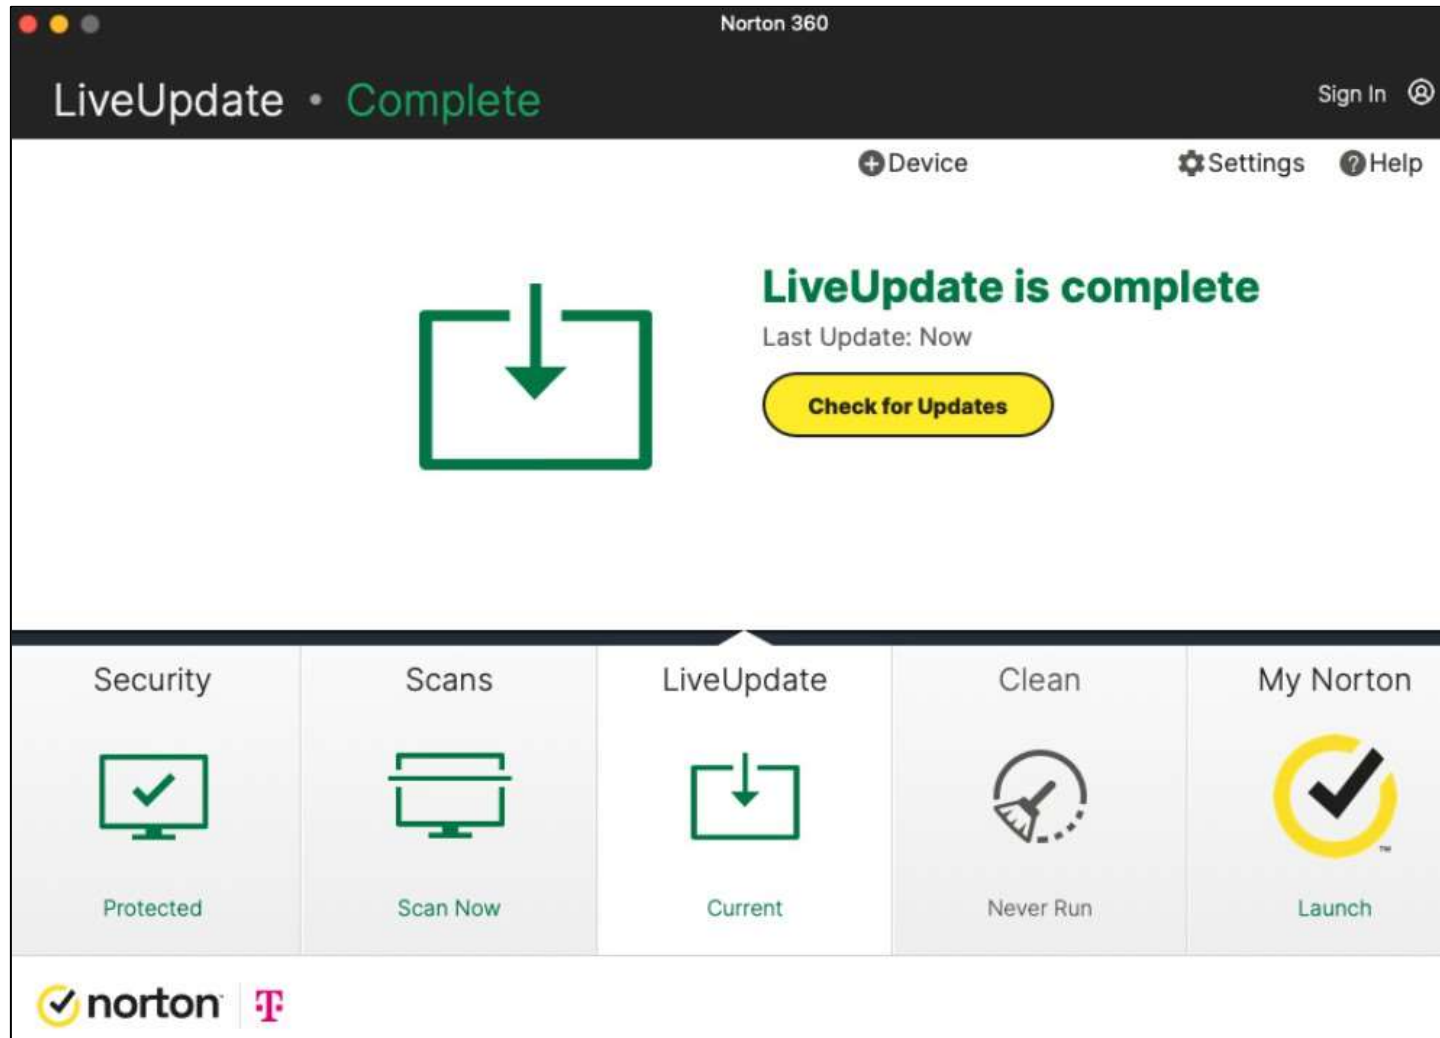 Norton 360
LiveUpdate • Complete
Sign In
Device
Settings
Help
LiveUpdate is complete
Last Update: Now
Check for Updates
Security
Scans
LiveUpdate
Clean
My Norton
TM
Protected
Scan Now
Current
Never Run
Launch
norton T